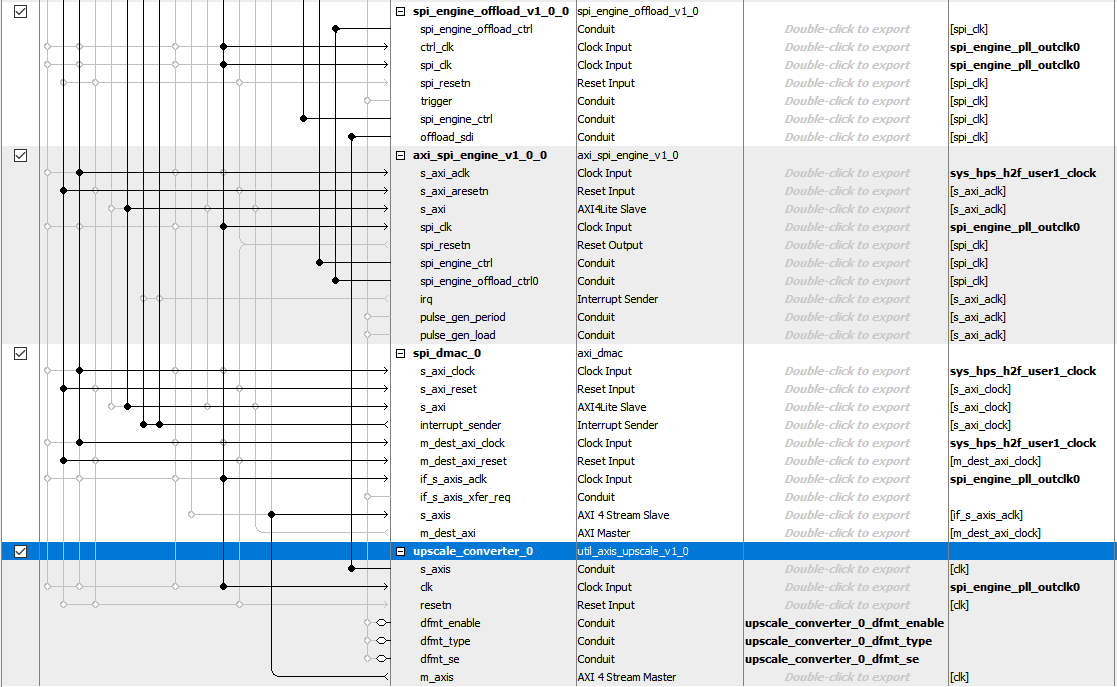 spi_engine_offload_v1_0_0 spi_engine_offload_v1_0
spi_engine_offload_ctrl Conduit Double-click to export [spi_clk]
ctrl_clk Clock Input Double-click to export spi_engine_pll_outclk0
spi_clk Clock Input Double-click to export spi_engine_pll_outclk0
spi_resetn Reset Input Double-click to export [spi_clk]
trigger Conduit Double-click to export [spi_clk]
spi_engine_ctrl Conduit Double-click to export [spi_clk]
offload_sdi Conduit Double-click to export [spi_clk]
axi_spi_engine_v1_0_0 axi_spi_engine_v1_0
s_axi_aclk Clock Input Double-click to export sys_hps_h2f_user1_clock
s_axi_aresetn Reset Input Double-click to export [s_axi_aclk]
s_axi AXI4Lite Slave Double-click to export [s_axi_aclk]
spi_clk Clock Input Double-click to export spi_engine_pll_outclk0
spi_resetn Reset Output Double-click to export [spi_clk]
spi_engine_ctrl Conduit Double-click to export [spi_clk]
spi_engine_offload_ctrl0 Conduit Double-click to export [spi_clk]
irq Interrupt Sender Double-click to export [s_axi_aclk]
pulse_gen_period Conduit Double-click to export [s_axi_aclk]
pulse_gen_load Conduit Double-click to export [s_axi_aclk]
spi_dmac_0 axi_dmac
s_axi_clock Clock Input Double-click to export sys_hps_h2f_user1_clock
s_axi_reset Reset Input Double-click to export [s_axi_clock]
s_axi AXI4Lite Slave Double-click to export [s_axi_clock]
interrupt_sender Interrupt Sender Double-click to export [s_axi_clock]
m_dest_axi_clock Clock Input Double-click to export sys_hps_h2f_user1_clock
m_dest_axi_reset Reset Input Double-click to export [m_dest_axi_clock]
if_s_axis_aclk Clock Input Double-click to export spi_engine_pll_outclk0
if_s_axis_xfer_req Conduit Double-click to export
s_axis AXI 4 Stream Slave Double-click to export [if_s_axis_aclk]
m_dest_axi AXI Master Double-click to export [m_dest_axi_clock]
upscale_converter_0 util_axis_upscale_v1_0
s_axis Conduit Double-click to export [clk]
clk Clock Input Double-click to export spi_engine_pll_outclk0
resetn Reset Input Double-click to export [clk]
dfmt_enable Conduit upscale_converter_0_dfmt_enable
dfmt_type Conduit upscale_converter_0_dfmt_type
dfmt_se Conduit upscale_converter_0_dfmt_se
m_axis AXI 4 Stream Master Double-click to export [clk]